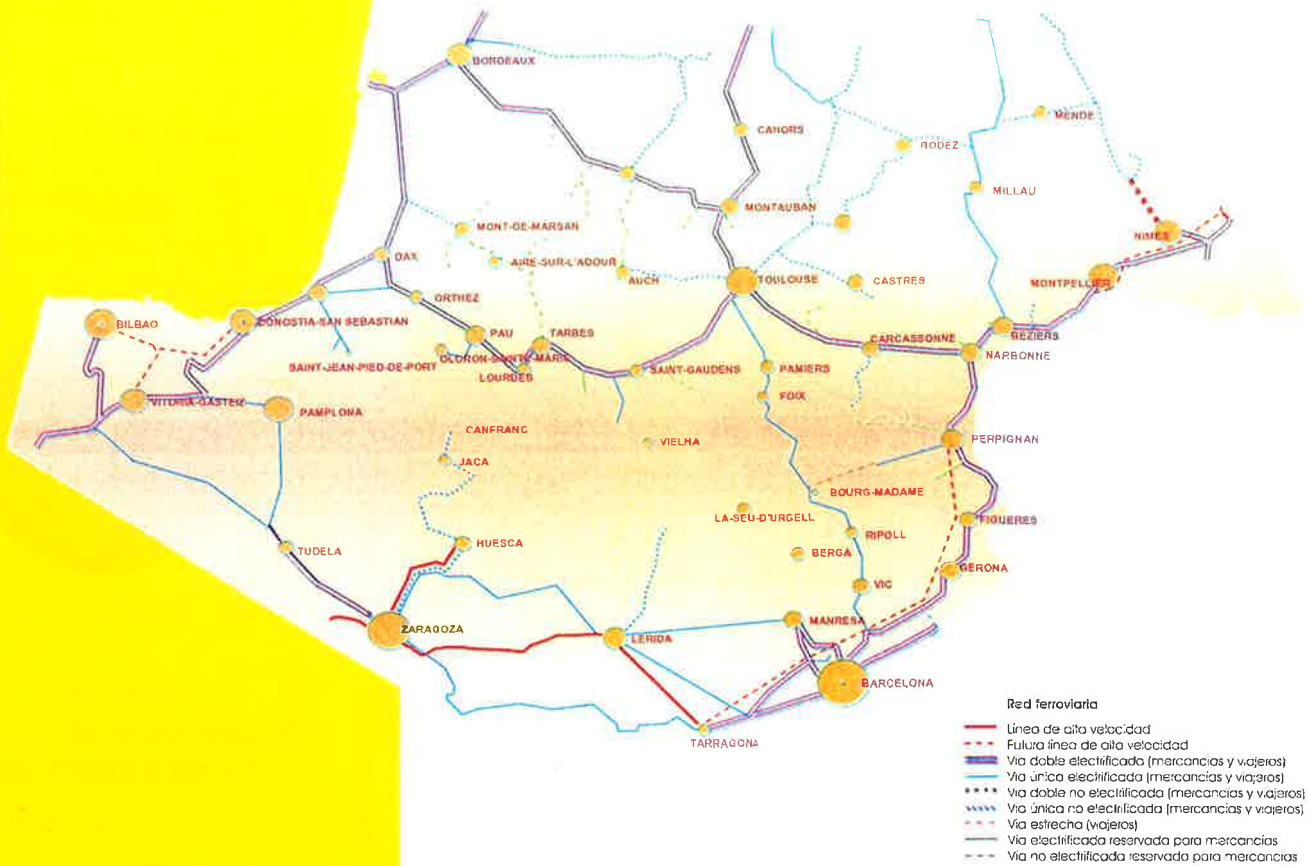 BORDEAUX
CAHORS
MENDE
RODEZ
MILLAU
MONTAUBAN
MONT-DE-MARSAN
NIMES
DAX
AIRE-SUR-L'ADOUR
AUCH
TOULOUSE
CASTRES
MONTPELLIER
ORTHEZ
BILBAO
DONOSTIA-SAN SEBASTIAN
PAU
TARBES
BÉZIERS
CARCASSONNE
NARBONNE
OLORON-SAINTE-MARIE
SAINT-JEAN-PIED-DE-PORT
LOURDES
SAINT-GAUDENS
PAMIERS
FOIX
VITORIA-GASTEIZ
PAMPLONA
CANFRANC
VIELHA
PERPIGNAN
JACA
BOURG-MADAME
LA-SEU-D'URGELL
FIGUERES
RIPOLL
HUESCA
TUDELA
BERGA
GERONA
VIC
MANRESA
ZARAGOZA
LERIDA
BARCELONA
TARRAGONA
Red ferroviaria
Línea de alta velocidad
Futura línea de alta velocidad
Vía doble electrificada (mercancías y viajeros)
Vía única electrificada (mercancías y viajeros)
Vía doble no electrificada (mercancías y viajeros)
Vía única no electrificada (mercancías y viajeros)
Vía estrecha (viajeros)
Vía electrificada reservada para mercancías
Vía no electrificada reservada para mercancías